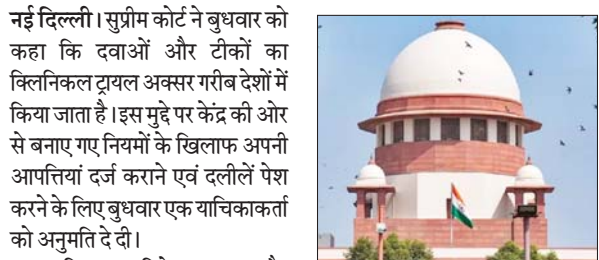 नई दिल्ली। सुप्रीम कोर्ट ने बुधवार को
कहा कि दवाओं और टीकों का
क्लिनिकल ट्रायल अक्सर गरीब देशों में
किया जाता है। इस मुद्दे पर केंद्र की ओर
से बनाए गए नियमों के खिलाफ अपनी
आपत्तियां दर्ज कराने एवं दलीलें पेश
करने के लिए बुधवार एक याचिकाकर्ता
को अनुमति दे दी।